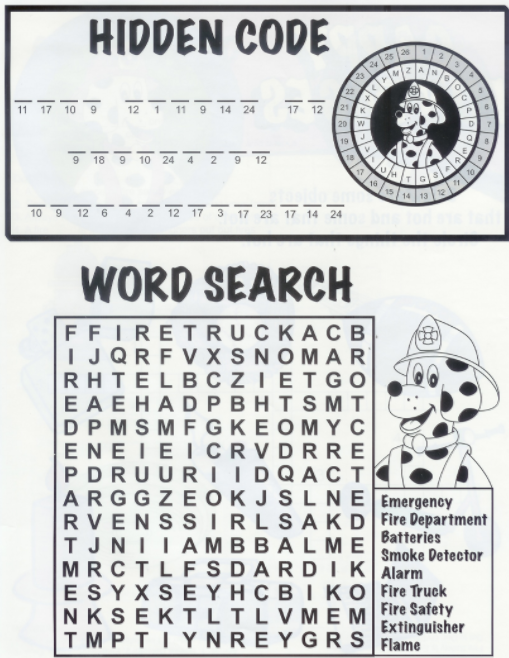 HIDDEN CODE
11 17 10 9 12 1 11 9 14 24 17 12
9 18 9 10 24 4 2 9 12
10 9 12 6 4 2 12 17 3 17 23 17 14 24
WORD SEARCH
F F I R E T R U C K A C B
I J Q R F V X S N O M A R
R H T E L B C Z I E T G O
E A E H A D P B H T S M T
D P M S M F G K E O M Y C
E N E I E I C R V D R R E
P D R U U R I I D Q A C T
A R G G Z E O K J S L N E
R V E N S S I R L S A K D
T J N I I A M B B A L M E
M R C T L F S D A R D I K
E S Y X S E Y H C B I K O
N K S E K T L T L V M E M
T M P T I Y N R E Y G R S
Emergency
Fire Department
Batteries
Smoke Detector
Alarm
Fire Truck
Fire Safety
Extinguisher
Flame